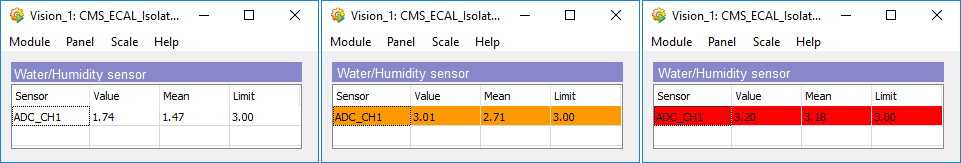 Vision_1: CMS_ECAL_Isolat...
Module Panel Scale Help
Water/Humidity sensor
Sensor Value Mean Limit
ADC_CH1 1.74 1.47 3.00
Vision_1: CMS_ECAL_Isolat...
Module Panel Scale Help
Water/Humidity sensor
Sensor Value Mean Limit
ADC_CH1 3.01 2.71 3.00
Vision_1: CMS_ECAL_Isolat...
Module Panel Scale Help
Water/Humidity sensor
Sensor Value Mean Limit
ADC_CH1 3.20 3.18 3.00